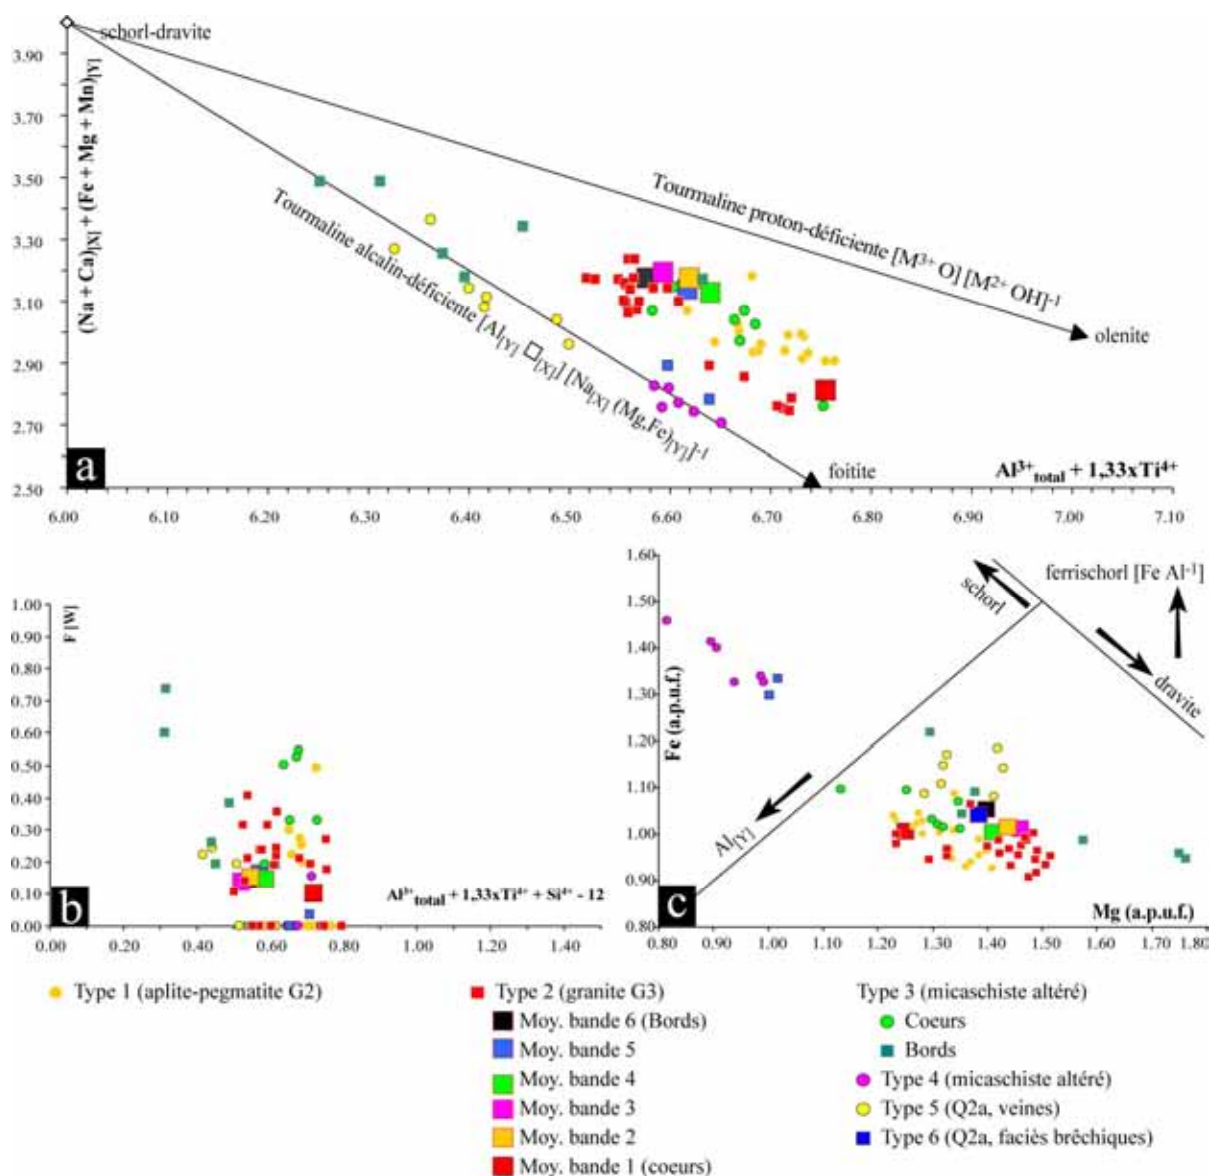 schorl-dravite
3.90
3.70
3.50
3.30
3.10
2.90
2.70
2.50
(Na + Ca)[X] + (Fe + Mg + Mn)[Y]
Tourmaline proton-déficiente [M³⁺ O] [M²⁺ OH]⁻¹
olenite
Tourmaline alcalin-déficiente [Al[Y] □[X]] [Na[X] (Mg,Fe)[Y]]⁻¹
foitite
a
Al³⁺total + 1,33xTi⁴⁺
6.00 6.10 6.20 6.30 6.40 6.50 6.60 6.70 6.80 6.90 7.00 7.10
1.00
0.90
0.80
0.70
0.60
0.50
0.40
0.30
0.20
0.10
0.00
F [W]
b
Al³⁺total + 1,33xTi⁴⁺ + Si⁴⁺ - 12
0.00 0.20 0.40 0.60 0.80 1.00 1.20 1.40
1.60
1.50
1.40
1.30
1.20
1.10
1.00
0.90
0.80
Fe (a.p.u.f.)
schorl
ferrischorl [Fe Al⁻¹]
dravite
Al[Y]
c
Mg (a.p.u.f.)
0.80 0.90 1.00 1.10 1.20 1.30 1.40 1.50 1.60 1.70 1.80
Type 1 (aplite-pegmatite G2)
Type 2 (granite G3)
Moy. bande 6 (Bords)
Moy. bande 5
Moy. bande 4
Moy. bande 3
Moy. bande 2
Moy. bande 1 (coeurs)
Type 3 (micaschiste altéré)
Coeurs
Bords
Type 4 (micaschiste altéré)
Type 5 (Q2a, veines)
Type 6 (Q2a, faciès brêchiques)